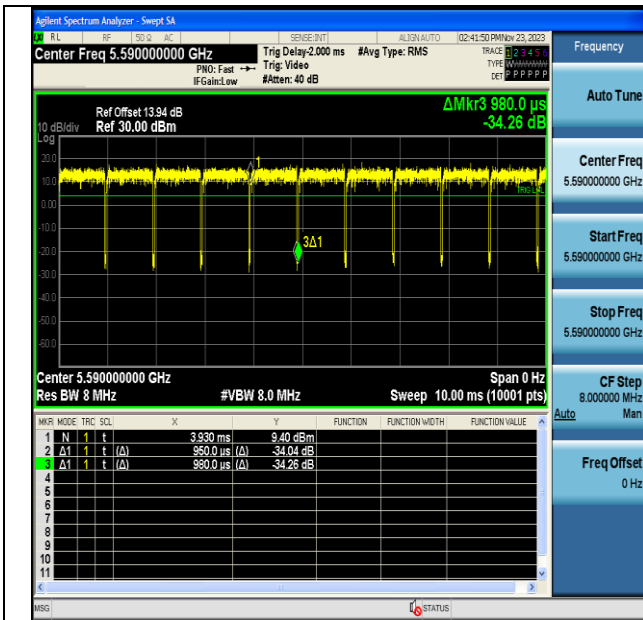 Agilent Spectrum Analyzer - Swept SA
RL RF 50 Ω AC SENSE:INT ALIGN AUTO 02:41:50 PM Nov 23, 2023
Center Freq 5.590000000 GHz Trig Delay-2.000 ms #Avg Type: RMS TRACE 1 2 3 4 5 6
PNO: Fast Trig: Video TYPE WWWWWW
IFGain:Low #Atten: 40 dB DET P P P P P P
Frequency
Auto Tune
Center Freq
5.590000000 GHz
Start Freq
5.590000000 GHz
Stop Freq
5.590000000 GHz
CF Step
8.000000 MHz
Auto Man
Freq Offset
0 Hz
ΔMkr3 980.0 µs
-34.26 dB
Ref Offset 13.94 dB
10 dB/div Ref 30.00 dBm
Log
20.0
10.0
0.00
-10.0
-20.0
-30.0
-40.0
-50.0
-60.0
1
TRIG LVL
3Δ1
Center 5.590000000 GHz Span 0 Hz
Res BW 8 MHz #VBW 8.0 MHz Sweep 10.00 ms (10001 pts)
MKR MODE TRC SCL X Y FUNCTION FUNCTION WIDTH FUNCTION VALUE
1 N 1 t 3.930 ms 9.40 dBm
2 Δ1 1 t (Δ) 950.0 µs (Δ) -34.04 dB
3 Δ1 1 t (Δ) 980.0 µs (Δ) -34.26 dB
4
5
6
7
8
9
10
11
MSG STATUS